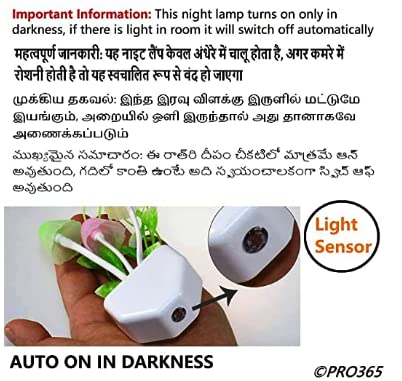 Important Information: This night lamp turns on only in
darkness, if there is light in room it will switch off automatically
महत्वपूर्ण जानकारी: यह नाइट लैंप केवल अंधेरे में चालू होता है, अगर कमरे में
रोशनी होती है तो यह स्वचालित रूप से बंद हो जाएगा
முக்கிய தகவல்: இந்த இரவு விளக்கு இருளில் மட்டுமே
இயங்கும், அறையில் ஒளி இருந்தால் அது தானாகவே
அணைக்கப்படும்
ముఖ్యమైన సమాచారం: ఈ రాత్రి దీపం చీకటిలో మాత్రమే ఆన్
అవుతుంది, గదిలో కాంతి ఉంటే అది స్వయంచాలకంగా స్విచ్ ఆఫ్
అవుతుంది
Light
Sensor
AUTO ON IN DARKNESS
©PRO365